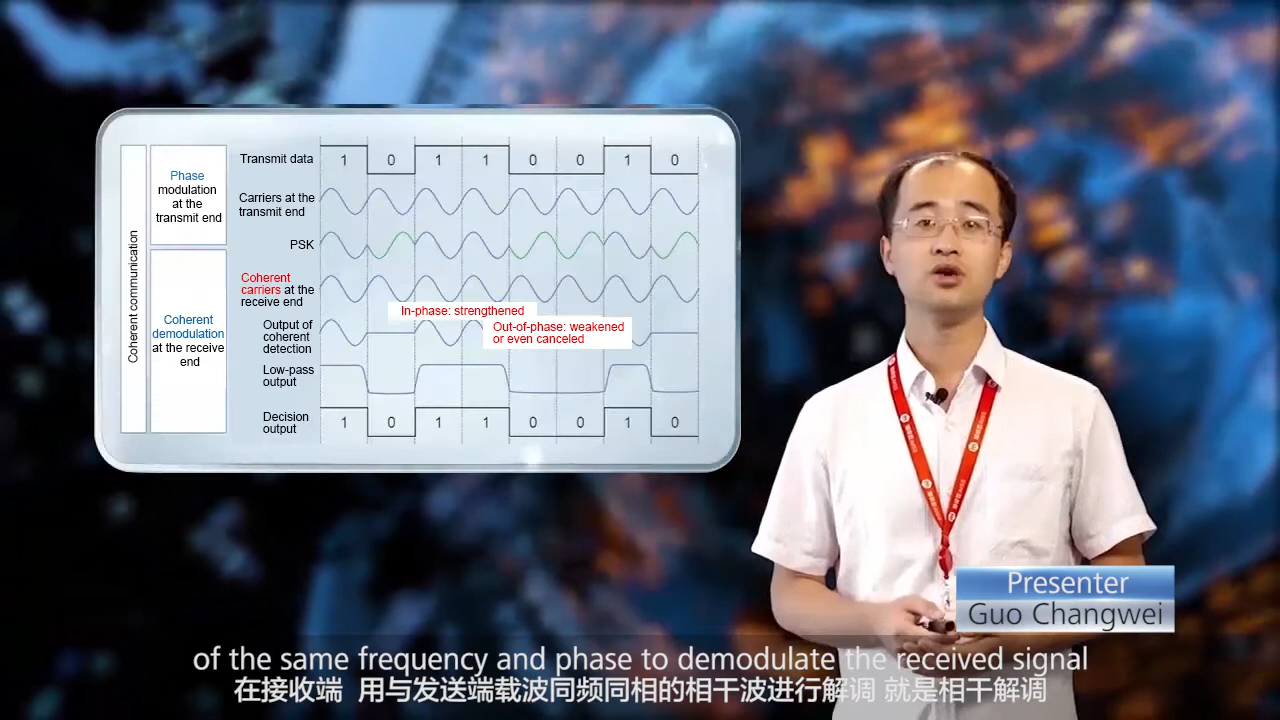 Coherent communication
Phase
modulation
at the
transmit end
Coherent
demodulation
at the receive
end
Transmit data
1 0 1 1 0 0 1 0
Carriers at the
transmit end
PSK
Coherent
carriers at the
receive end
In-phase: strengthened
Out-of-phase: weakened
or even canceled
Output of
coherent
detection
Low-pass
output
Decision
output
1 0 1 1 0 0 1 0
Presenter
Guo Changwei
of the same frequency and phase to demodulate the received signal
在接收端 用与发送端载波同频同相的相干波进行解调 就是相干解调